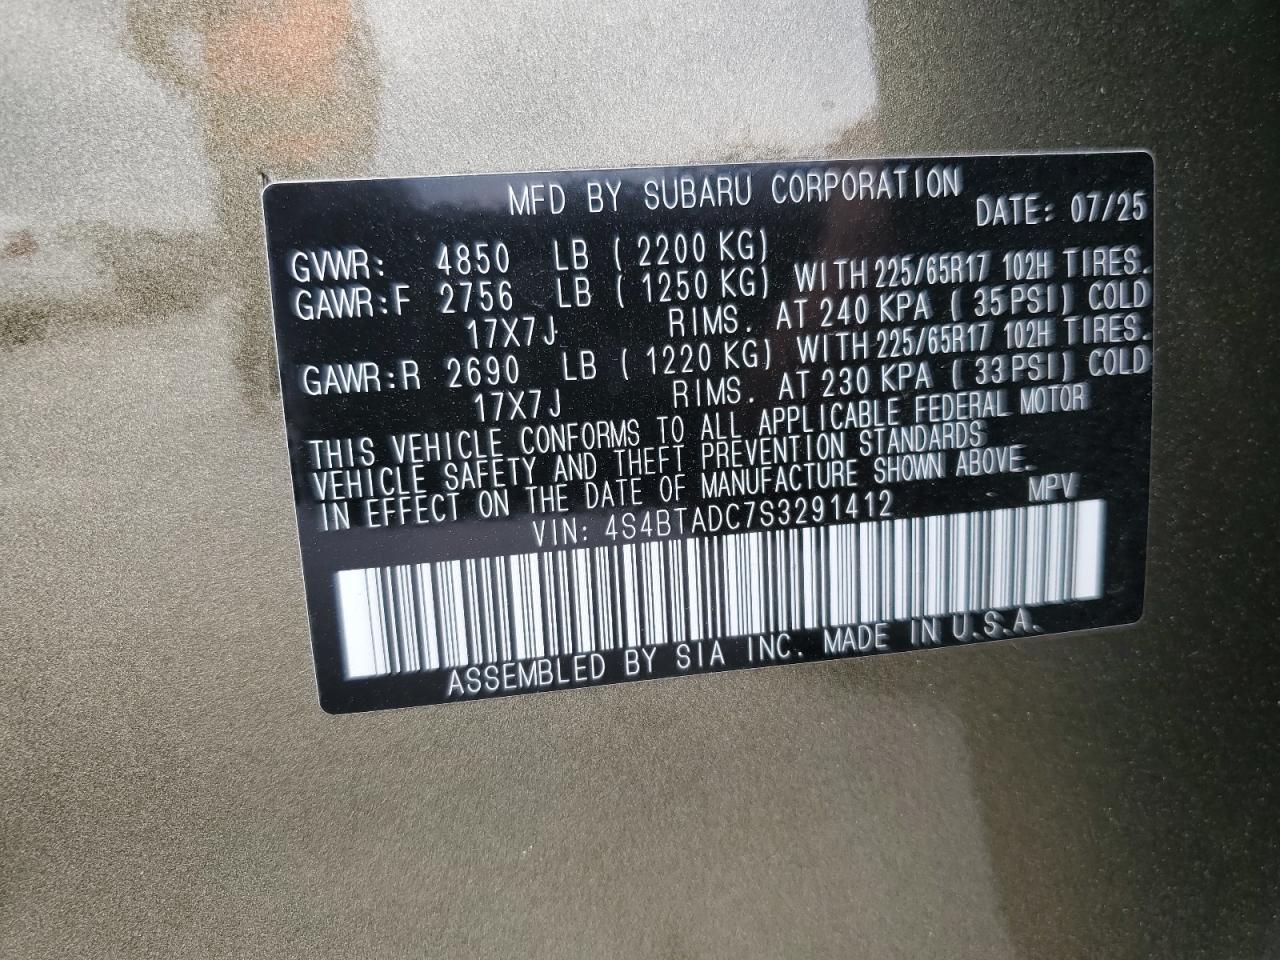 MFD BY SUBARU CORPORATION
DATE: 07/25
GVWR: 4850 LB ( 2200 KG)
GAWR:F 2756 LB ( 1250 KG) WITH 225/65R17 102H TIRES.
17X7J RIMS. AT 240 KPA ( 35PSI) COLD
GAWR:R 2690 LB ( 1220 KG) WITH 225/65R17 102H TIRES.
17X7J RIMS. AT 230 KPA ( 33PSI) COLD
THIS VEHICLE CONFORMS TO ALL APPLICABLE FEDERAL MOTOR
VEHICLE SAFETY AND THEFT PREVENTION STANDARDS
IN EFFECT ON THE DATE OF MANUFACTURE SHOWN ABOVE.
VIN: 4S4BTADC7S3291412 MPV
ASSEMBLED BY SIA INC. MADE IN U.S.A.